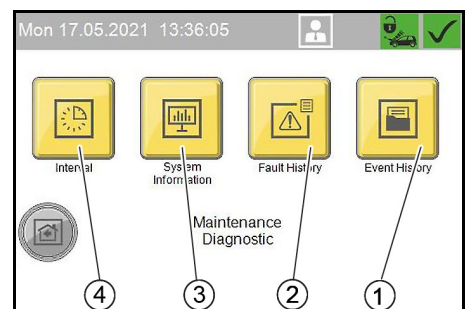 Mon 17.05.2021 13:36:05
Interval
System
Information
Fault History
Event History
Maintenance
Diagnostic
4
3
2
1